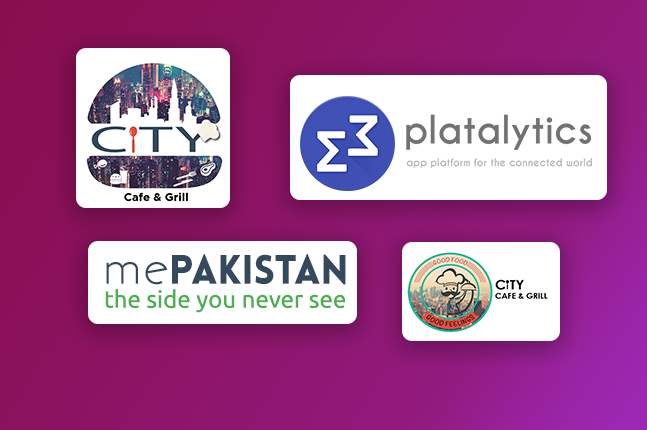 CiTY
Cafe & Grill
platalytics
app platform for the connected world
mePAKISTAN
the side you never see
GOOD FOOD
GOOD FEELINGS
CITY
CAFE & GRILL